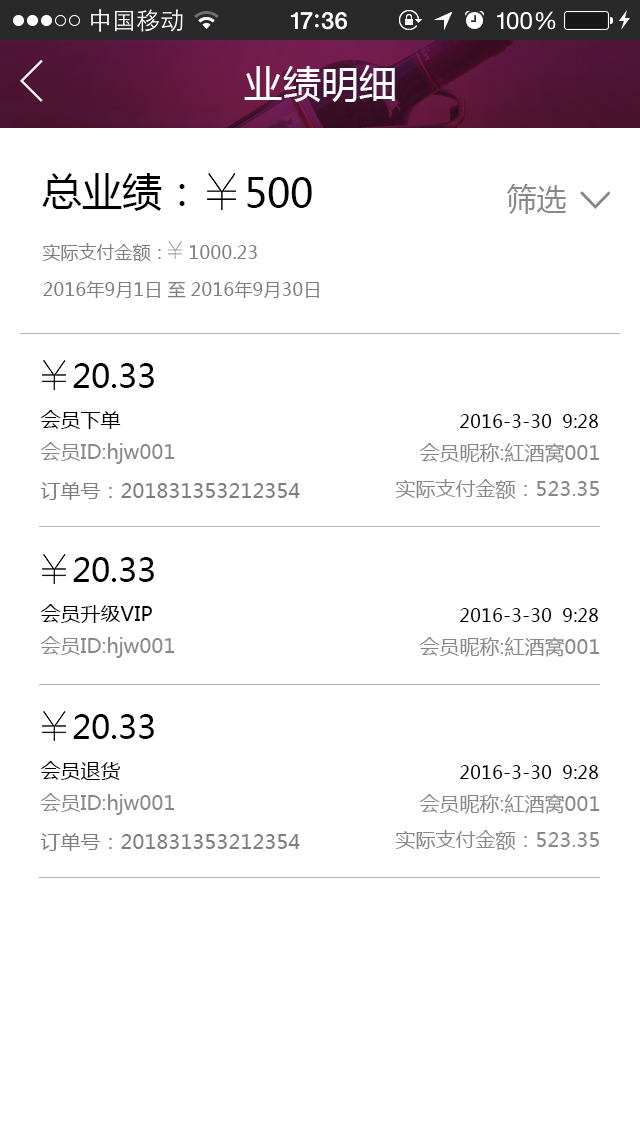 中国移动 17:36 100%
业绩明细
总业绩：￥500 筛选
实际支付金额：￥1000.23
2016年9月1日 至 2016年9月30日
￥20.33
会员下单 2016-3-30 9:28
会员ID:hjw001 会员昵称:紅酒窝001
订单号：201831353212354 实际支付金额：523.35
￥20.33
会员升级VIP 2016-3-30 9:28
会员ID:hjw001 会员昵称:紅酒窝001
￥20.33
会员退货 2016-3-30 9:28
会员ID:hjw001 会员昵称:紅酒窝001
订单号：201831353212354 实际支付金额：523.35